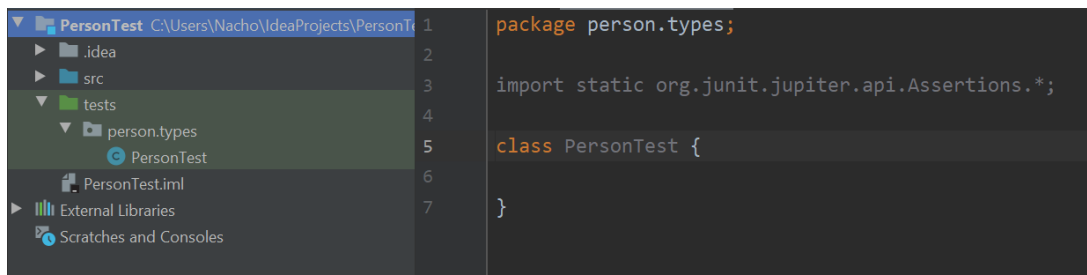 PersonTest C:\Users\Nacho\IdeaProjects\PersonTe
.idea
src
tests
person.types
PersonTest
PersonTest.iml
External Libraries
Scratches and Consoles
1 package person.types;
2
3 import static org.junit.jupiter.api.Assertions.*;
4
5 class PersonTest {
6
7 }